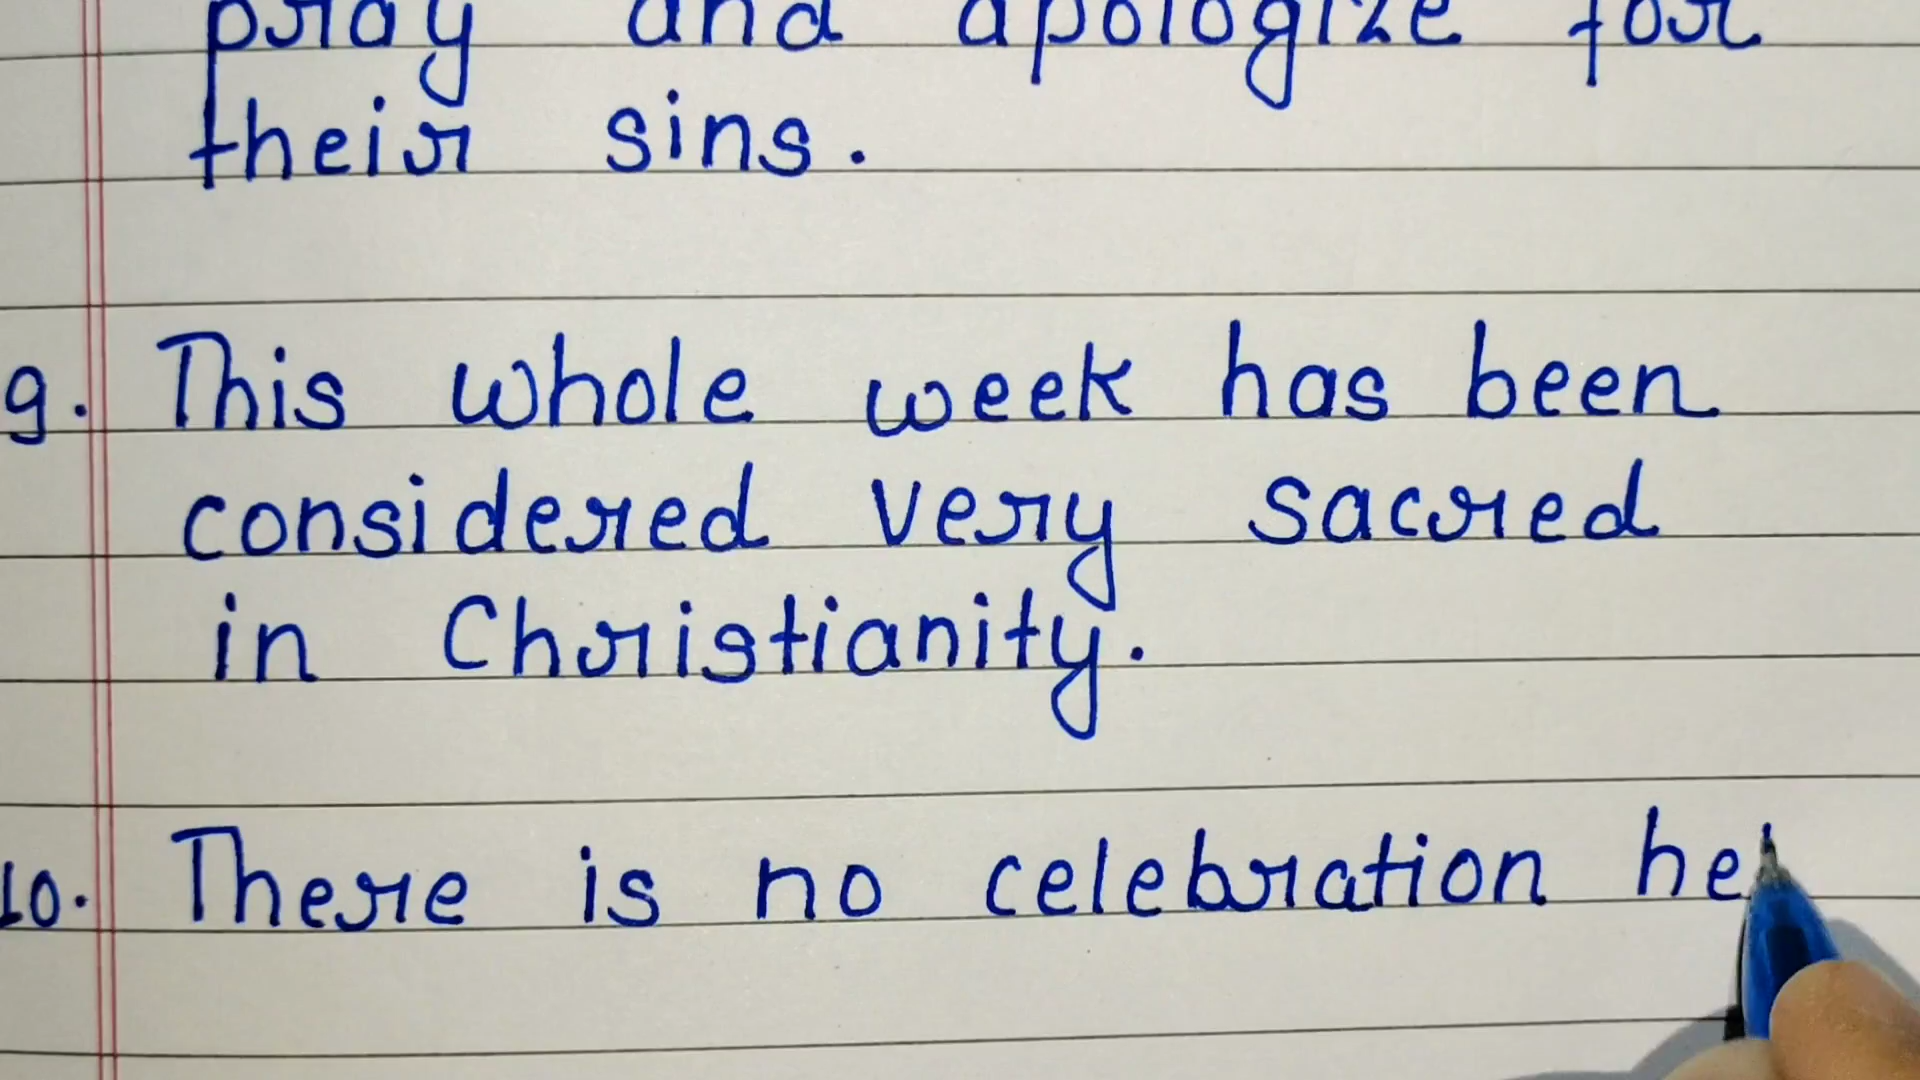 pray and apologize for
their sins.
9. This whole week has been
considered very sacred
in Christianity.
10. There is no celebration